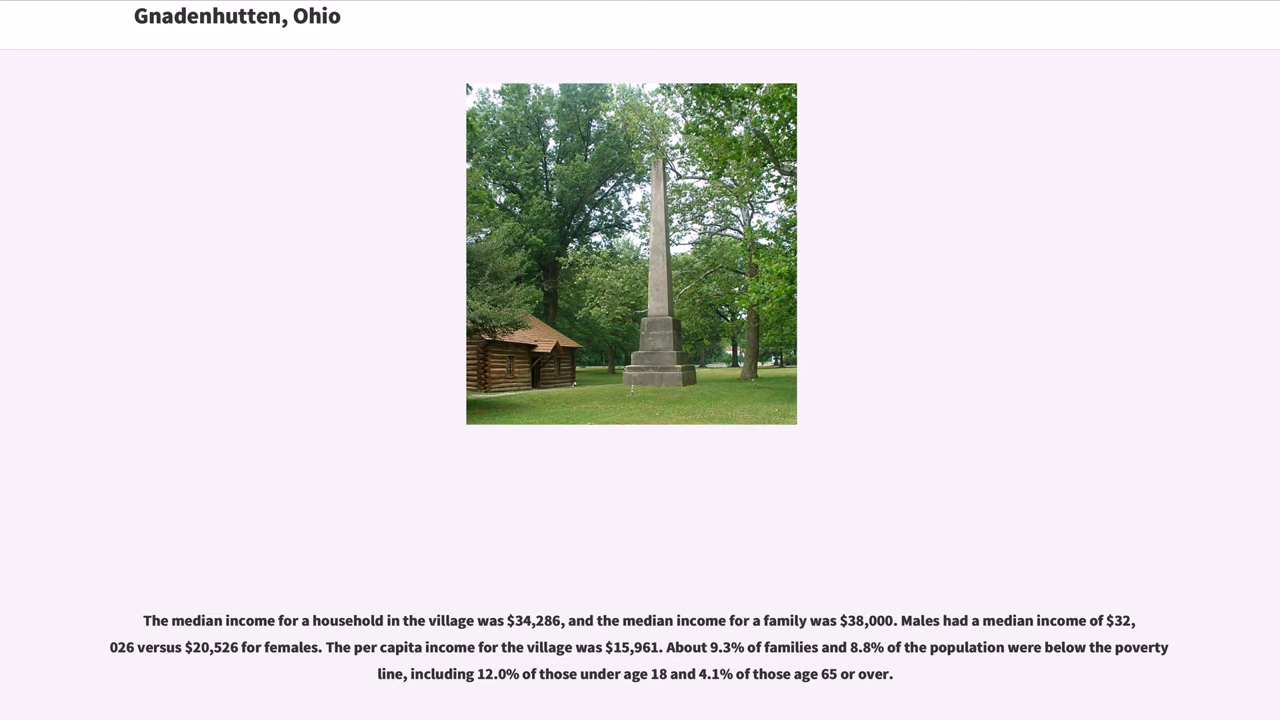 Gnadenhutten, Ohio
The median income for a household in the village was $34,286, and the median income for a family was $38,000. Males had a median income of $32,
026 versus $20,526 for females. The per capita income for the village was $15,961. About 9.3% of families and 8.8% of the population were below the poverty
line, including 12.0% of those under age 18 and 4.1% of those age 65 or over.